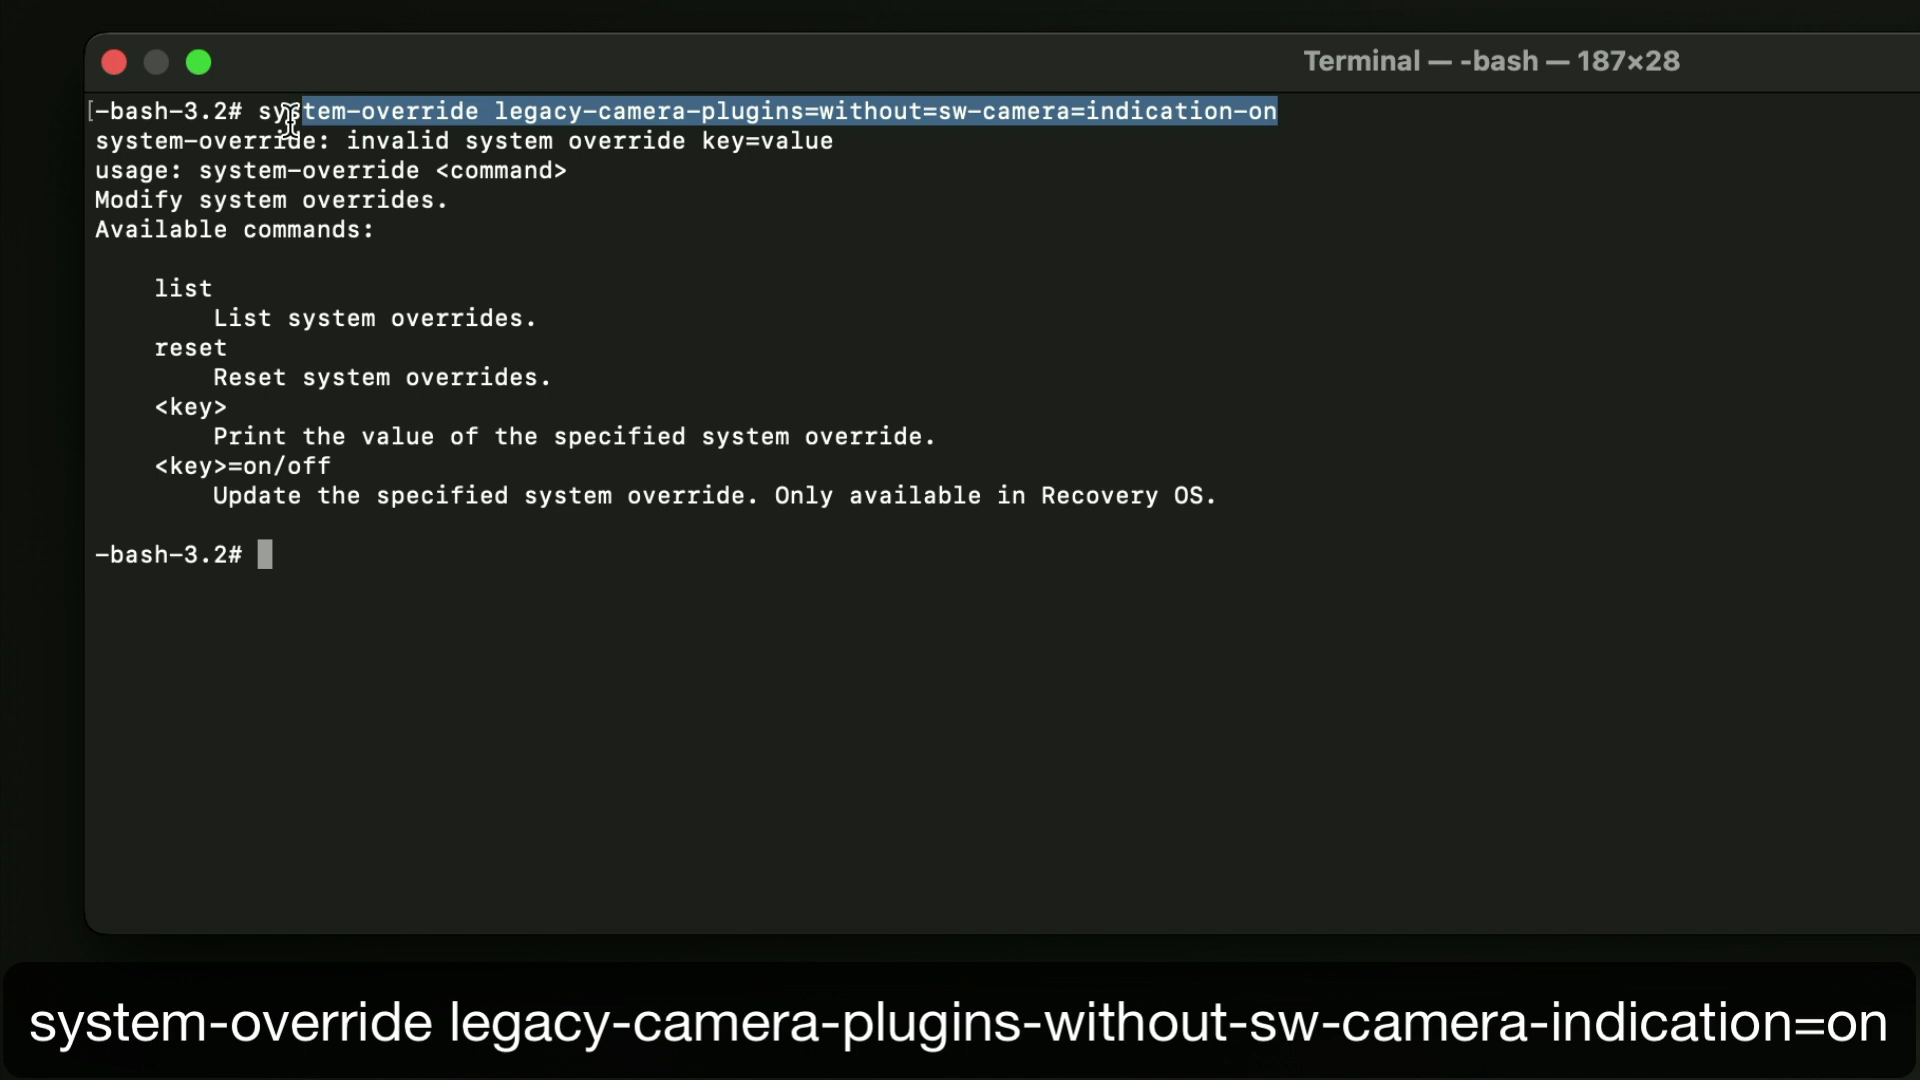 Terminal — -bash — 187×28
[-bash-3.2# system-override legacy-camera-plugins=without=sw-camera=indication-on
system-override: invalid system override key=value
usage: system-override <command>
Modify system overrides.
Available commands:
list
List system overrides.
reset
Reset system overrides.
<key>
Print the value of the specified system override.
<key>=on/off
Update the specified system override. Only available in Recovery OS.
-bash-3.2#
system-override legacy-camera-plugins-without-sw-camera-indication=on